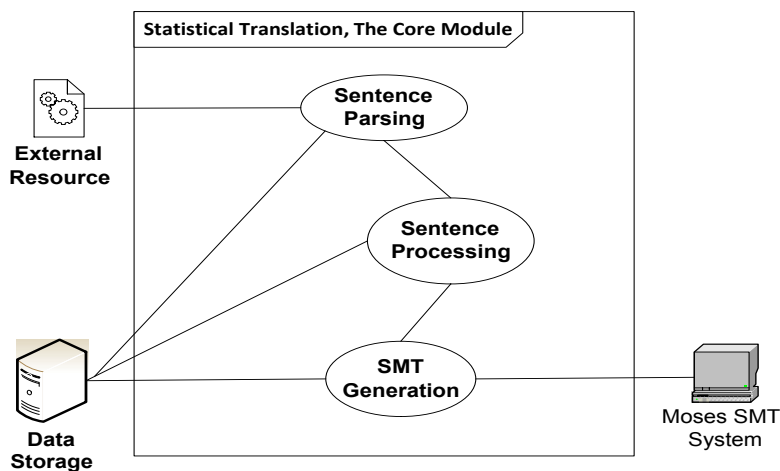 Statistical Translation, The Core Module
Sentence
Parsing
External
Resource
Sentence
Processing
SMT
Generation
Data
Storage
Moses SMT
System